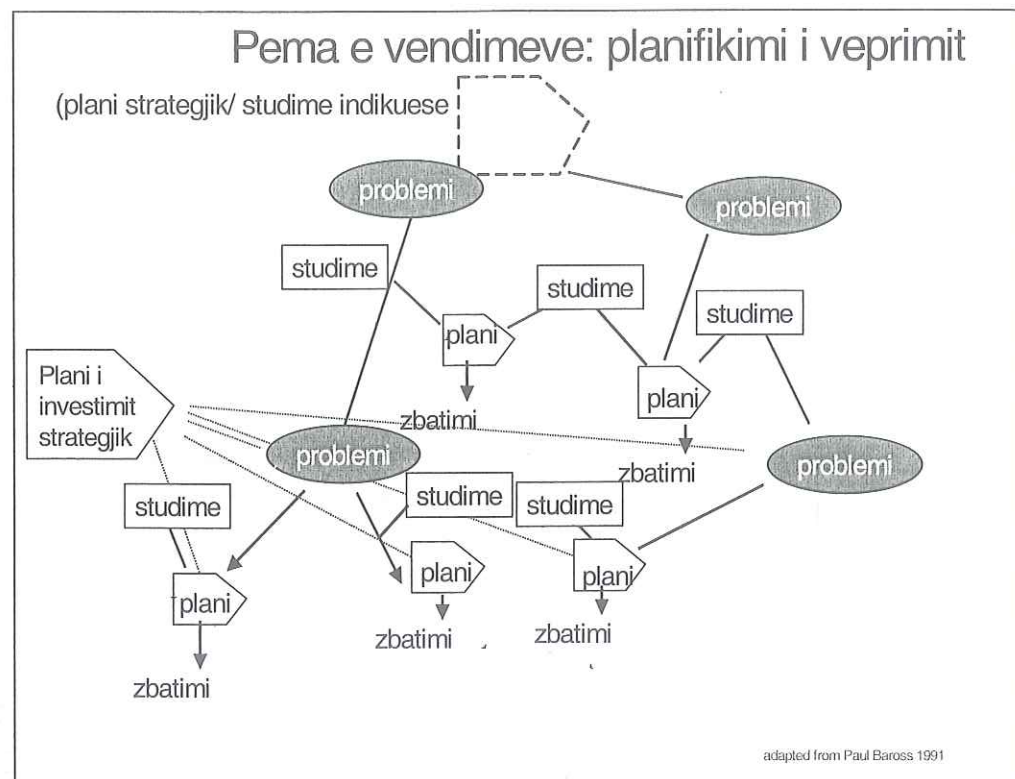 Pema e vendimeve: planifikimi i veprimit
(plani strategjik/ studime indikuese
problemi
problemi
studime
studime
studime
plani
Plani i
investimit
strategjik
plani
zbatimi
problemi
zbatimi
problemi
studime
studime
studime
plani
plani
plani
zbatimi
zbatimi
zbatimi
adapted from Paul Baross 1991